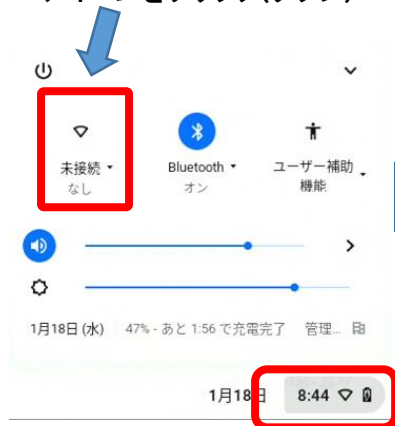 未接続 Bluetooth ユーザー補助
なし オン 機能
1月18日 (水) 47% - あと 1:56 で充電完了 管理...
1月18日 8:44